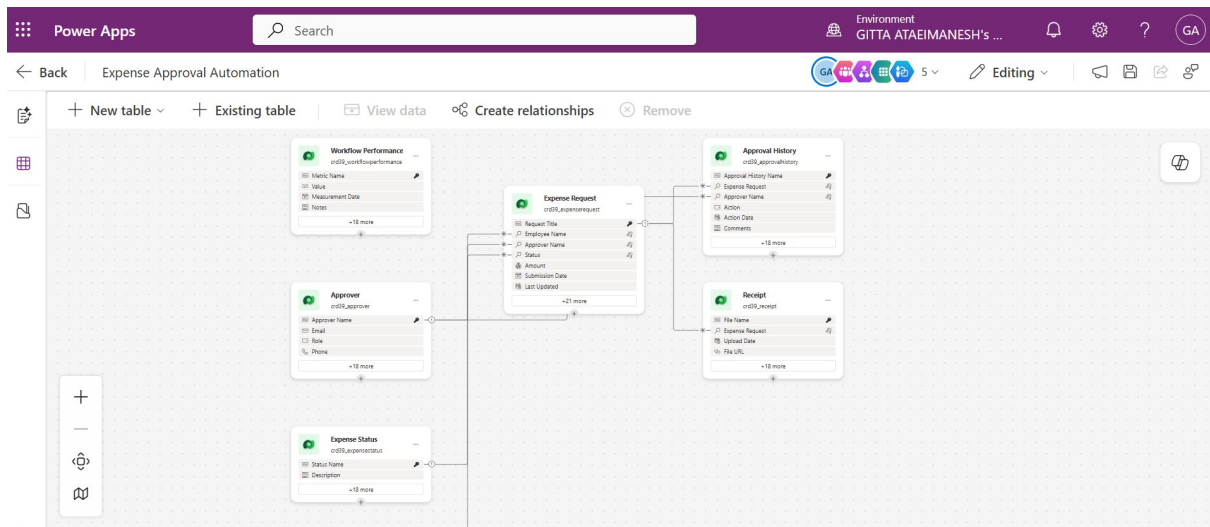 Power Apps
Search
Environment
GITTA ATAEIMANESH's ...
GA
Back
Expense Approval Automation
GA
5
Editing
New table
Existing table
View data
Create relationships
Remove
Workflow Performance
crd39_workflowperformance
Metric Name
Value
Measurement Date
Notes
+18 more
Expense Request
crd39_expenserequest
Request Title
Employee Name
Approver Name
Status
Amount
Submission Date
Last Updated
+21 more
Approval History
crd39_approvalhistory
Approval History Name
Expense Request
Approver Name
Action
Action Date
Comments
+18 more
Approver
crd39_approver
Approver Name
Email
Role
Phone
+18 more
Receipt
crd39_receipt
File Name
Expense Request
Upload Date
File URL
+18 more
Expense Status
crd39_expensestatus
Status Name
Description
+18 more